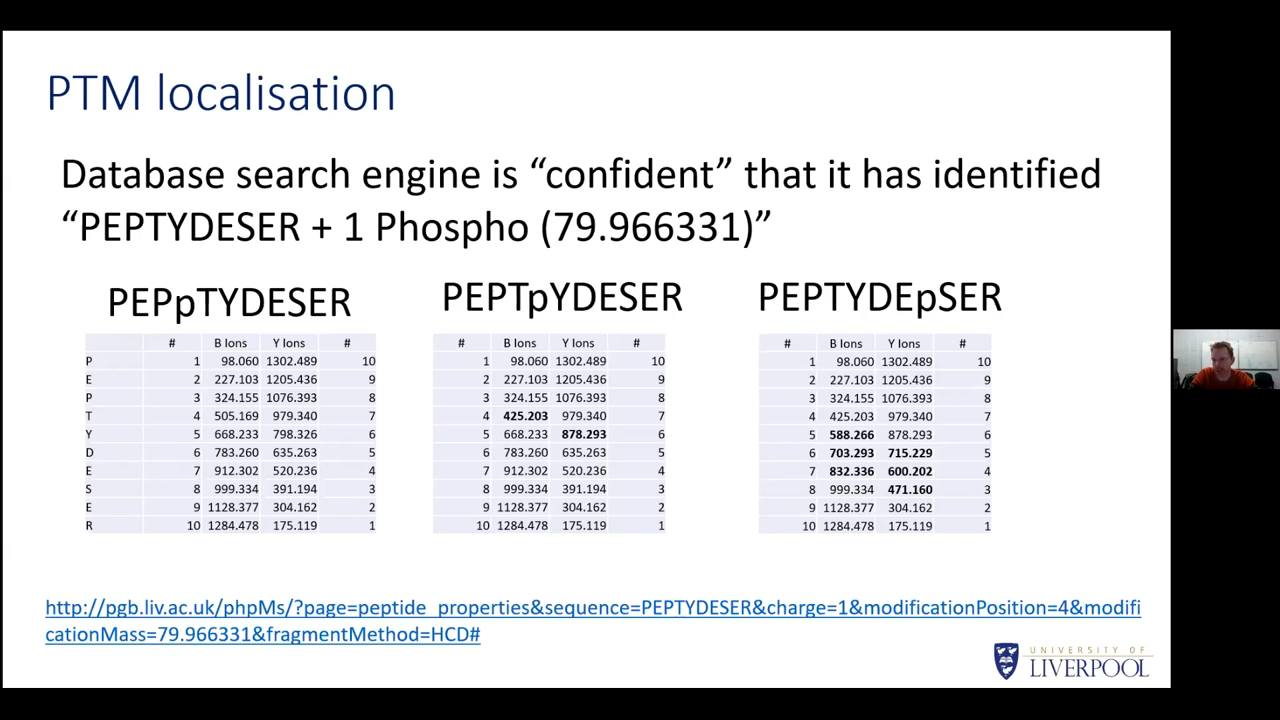 PTM localisation
Database search engine is “confident” that it has identified
“PEPTYDESER + 1 Phospho (79.966331)”
PEPpTYDESER
# B Ions Y Ions #
P 1 98.060 1302.489 10
E 2 227.103 1205.436 9
P 3 324.155 1076.393 8
T 4 505.169 979.340 7
Y 5 668.233 798.326 6
D 6 783.260 635.263 5
E 7 912.302 520.236 4
S 8 999.334 391.194 3
E 9 1128.377 304.162 2
R 10 1284.478 175.119 1
PEPTpYDESER
# B Ions Y Ions #
1 98.060 1302.489 10
2 227.103 1205.436 9
3 324.155 1076.393 8
4 425.203 979.340 7
5 668.233 878.293 6
6 783.260 635.263 5
7 912.302 520.236 4
8 999.334 391.194 3
9 1128.377 304.162 2
10 1284.478 175.119 1
PEPTYDEpSER
# B Ions Y Ions #
1 98.060 1302.489 10
2 227.103 1205.436 9
3 324.155 1076.393 8
4 425.203 979.340 7
5 588.266 878.293 6
6 703.293 715.229 5
7 832.336 600.202 4
8 999.334 471.160 3
9 1128.377 304.162 2
10 1284.478 175.119 1
http://pgb.liv.ac.uk/phpMs/?page=peptide_properties&sequence=PEPTYDESER&charge=1&modificationPosition=4&modifi
cationMass=79.966331&fragmentMethod=HCD#
UNIVERSITY OF
LIVERPOOL